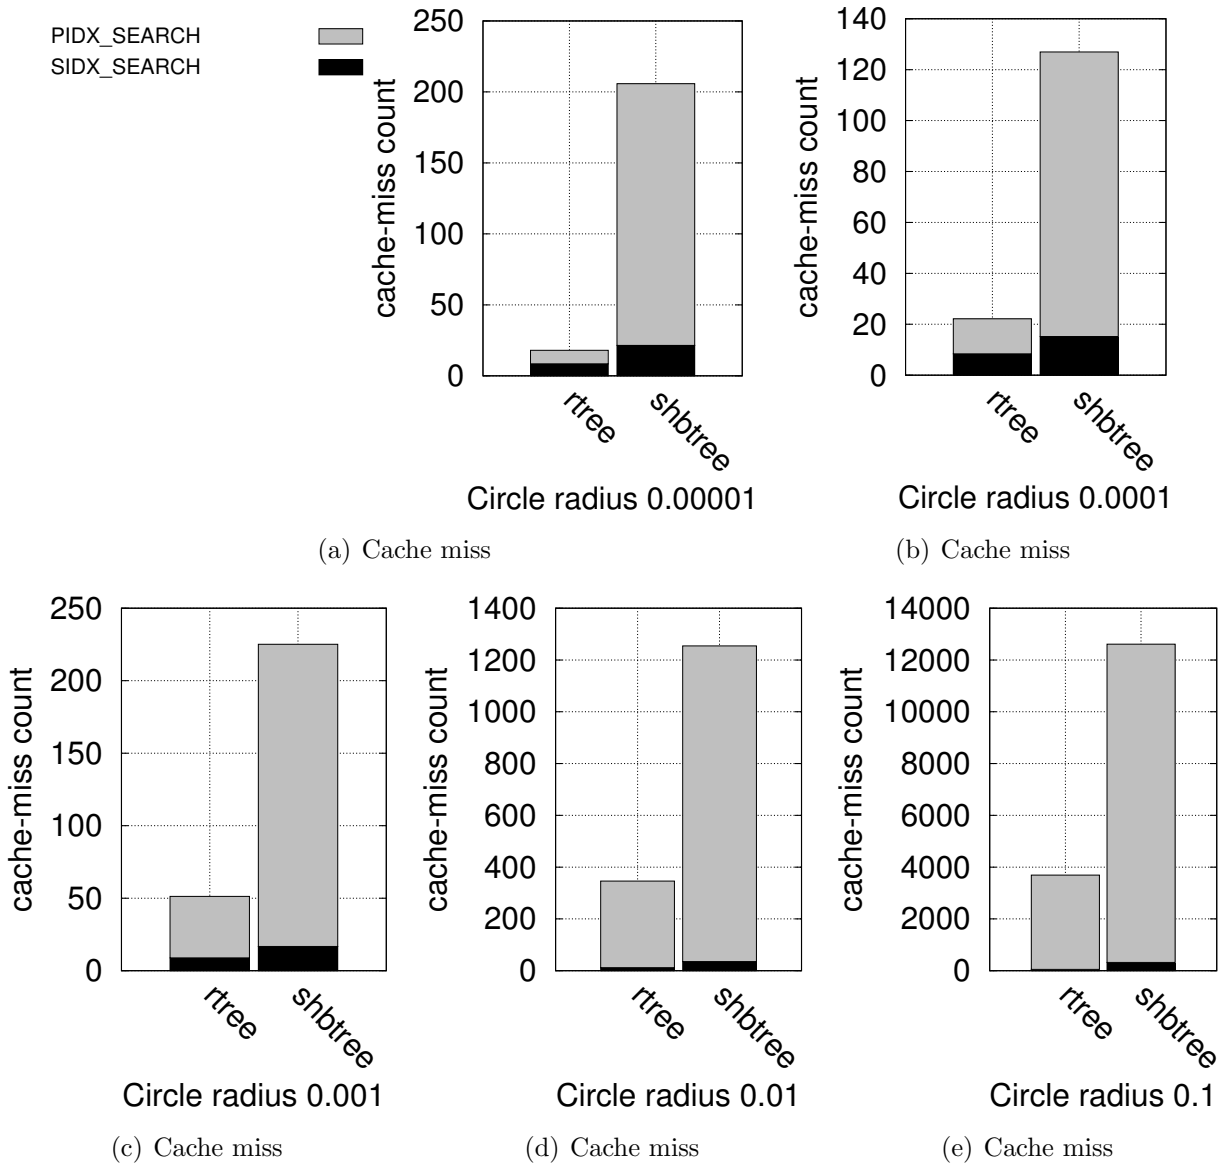 PIDX_SEARCH
SIDX_SEARCH
cache-miss count
250
200
150
100
50
0
rtree
shbtree
Circle radius 0.00001
(a) Cache miss
cache-miss count
140
120
100
80
60
40
20
0
rtree
shbtree
Circle radius 0.0001
(b) Cache miss
cache-miss count
250
200
150
100
50
0
rtree
shbtree
Circle radius 0.001
(c) Cache miss
cache-miss count
1400
1200
1000
800
600
400
200
0
rtree
shbtree
Circle radius 0.01
(d) Cache miss
cache-miss count
14000
12000
10000
8000
6000
4000
2000
0
rtree
shbtree
Circle radius 0.1
(e) Cache miss